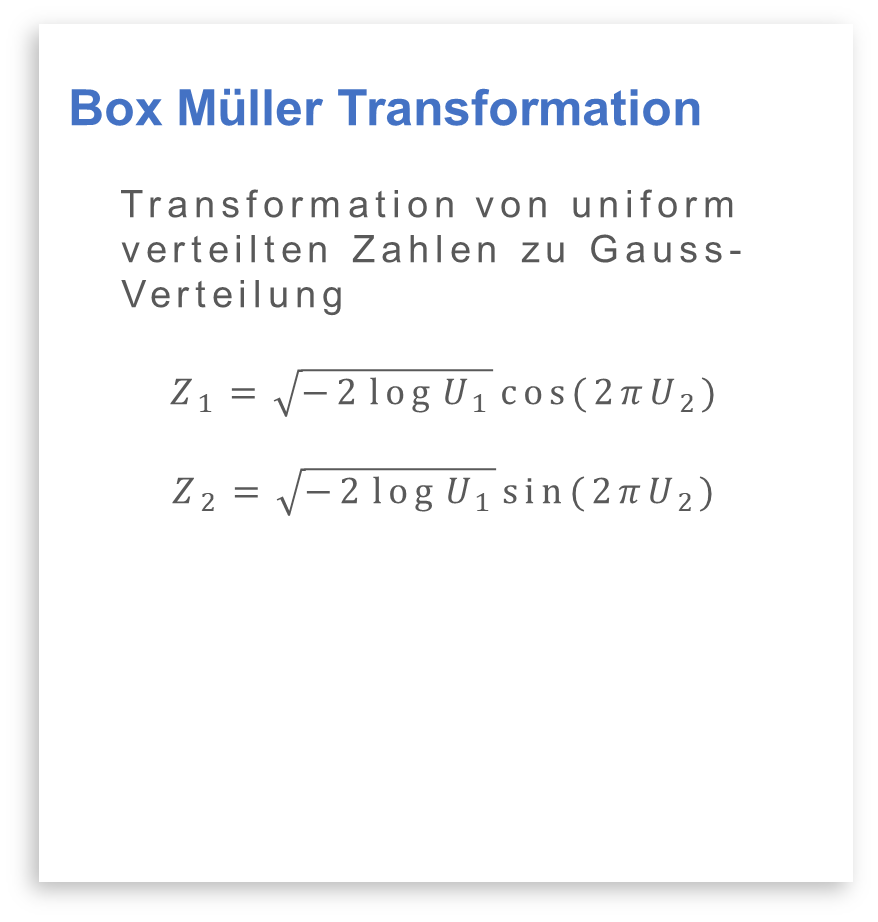 Box Müller Transformation
Transformation von uniform
verteilten Zahlen zu Gauss-
Verteilung
Z₁ = √(−2 log U₁) cos(2πU₂)
Z₂ = √(−2 log U₁) sin(2πU₂)